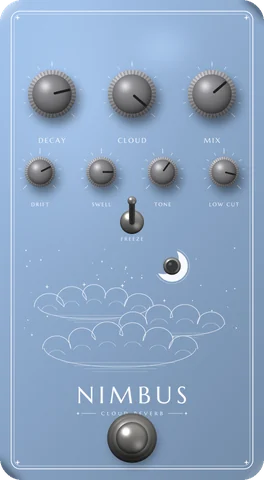 DECAY CLOUD MIX
DRIFT SWELL TONE LOW CUT
FREEZE
NIMBUS
CLOUD REVERB